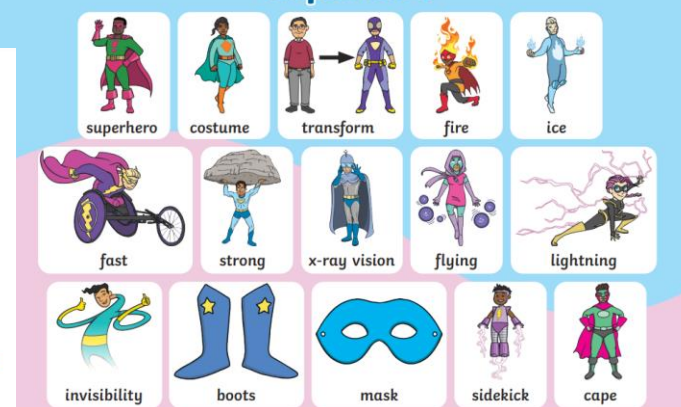 superhero costume transform fire ice
fast strong x-ray vision flying lightning
invisibility boots mask sidekick cape